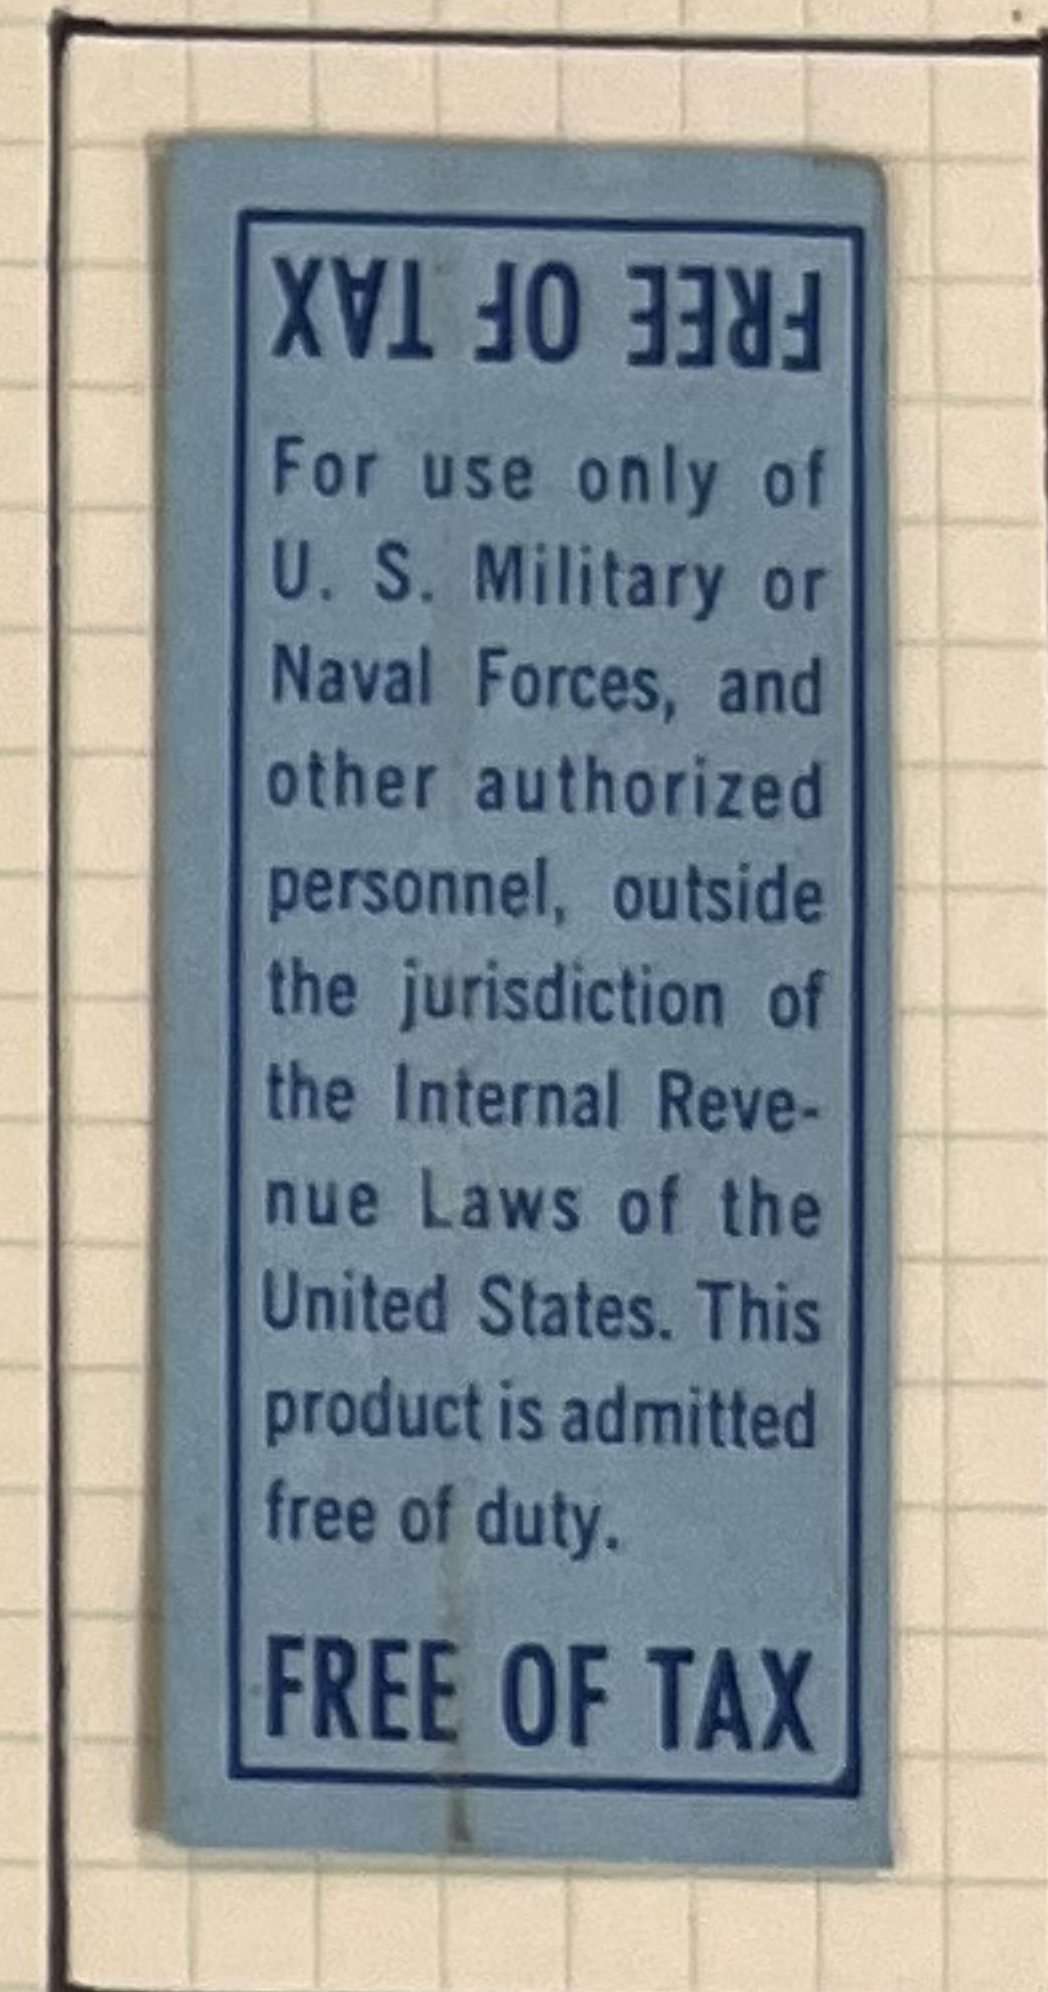 FREE OF TAX
For use only of
U. S. Military or
Naval Forces, and
other authorized
personnel, outside
the jurisdiction of
the Internal Reve-
nue Laws of the
United States. This
product is admitted
free of duty.
FREE OF TAX